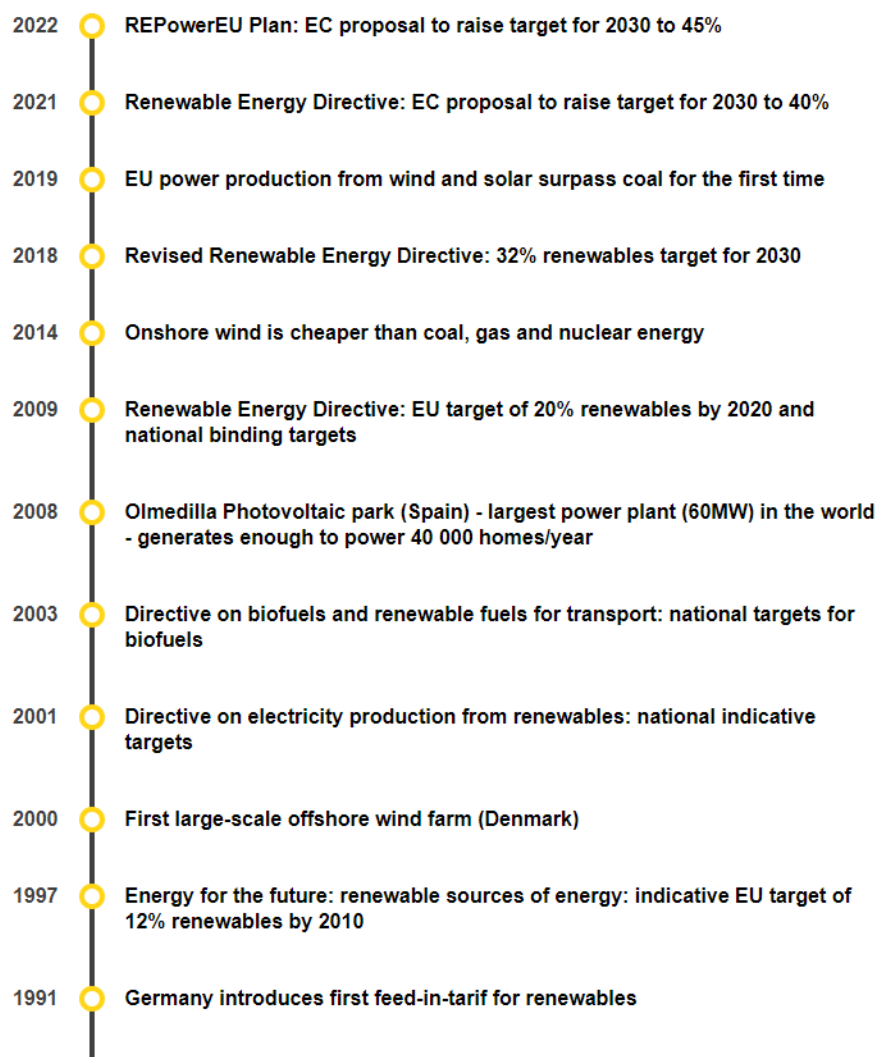 2022
REPowerEU Plan: EC proposal to raise target for 2030 to 45%
2021
Renewable Energy Directive: EC proposal to raise target for 2030 to 40%
2019
EU power production from wind and solar surpass coal for the first time
2018
Revised Renewable Energy Directive: 32% renewables target for 2030
2014
Onshore wind is cheaper than coal, gas and nuclear energy
2009
Renewable Energy Directive: EU target of 20% renewables by 2020 and
national binding targets
2008
Olmedilla Photovoltaic park (Spain) - largest power plant (60MW) in the world
- generates enough to power 40 000 homes/year
2003
Directive on biofuels and renewable fuels for transport: national targets for
biofuels
2001
Directive on electricity production from renewables: national indicative
targets
2000
First large-scale offshore wind farm (Denmark)
1997
Energy for the future: renewable sources of energy: indicative EU target of
12% renewables by 2010
1991
Germany introduces first feed-in-tarif for renewables